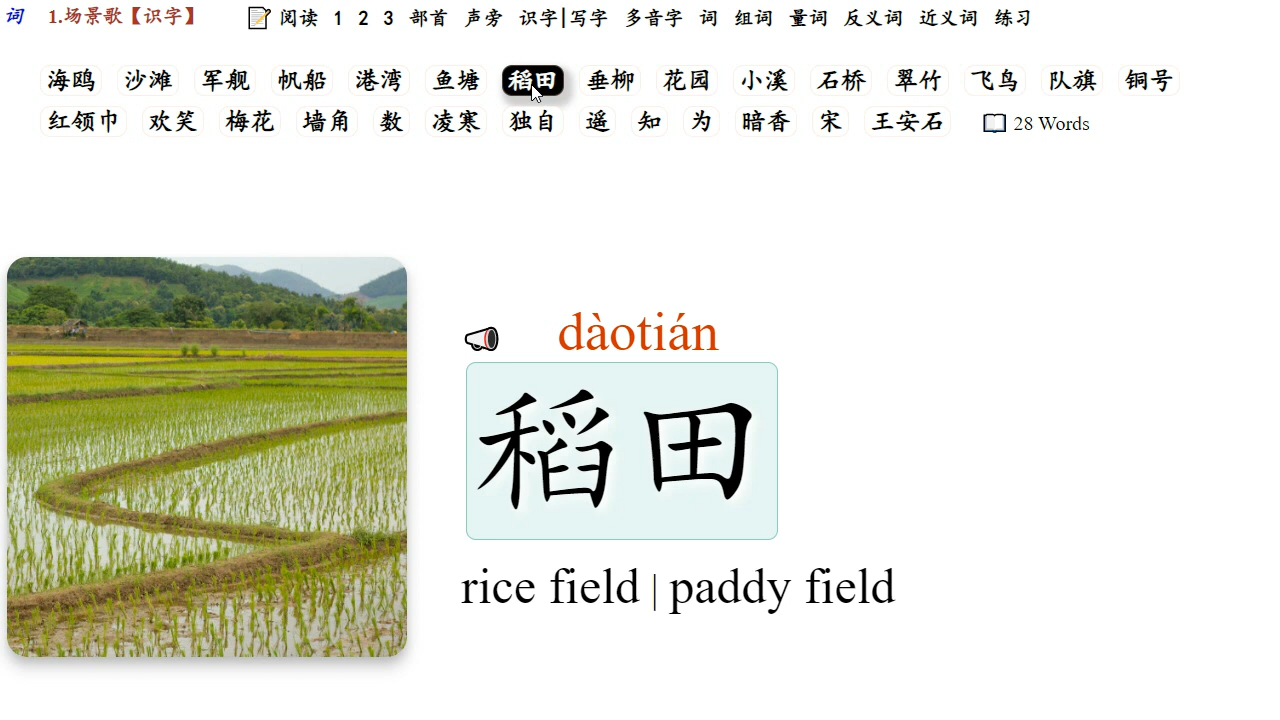 词 1.场景歌【识字】 阅读 1 2 3 部首 声旁 识字|写字 多音字 词 组词 量词 反义词 近义词 练习
海鸥 沙滩 军舰 帆船 港湾 鱼塘 稻田 垂柳 花园 小溪 石桥 翠竹 飞鸟 队旗 铜号
红领巾 欢笑 梅花 墙角 数 凌寒 独自 遥 知 为 暗香 宋 王安石 28 Words
dàotián
稻田
rice field | paddy field